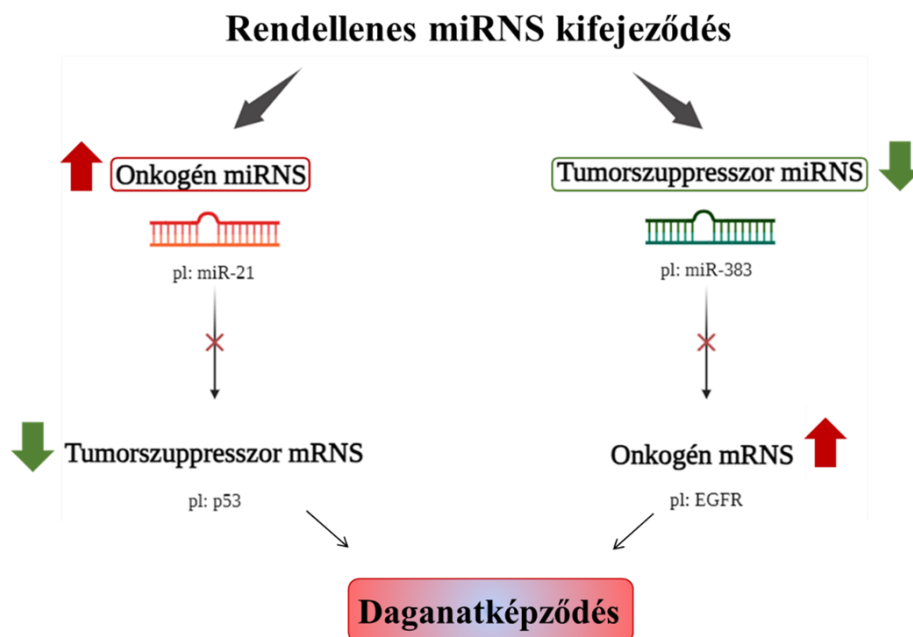 Rendellenes miRNS kifejeződés
Onkogén miRNS
pl: miR-21
Tumorszuppresszor mRNS
pl: p53
Tumorszuppresszor miRNS
pl: miR-383
Onkogén mRNS
pl: EGFR
Daganatképződés